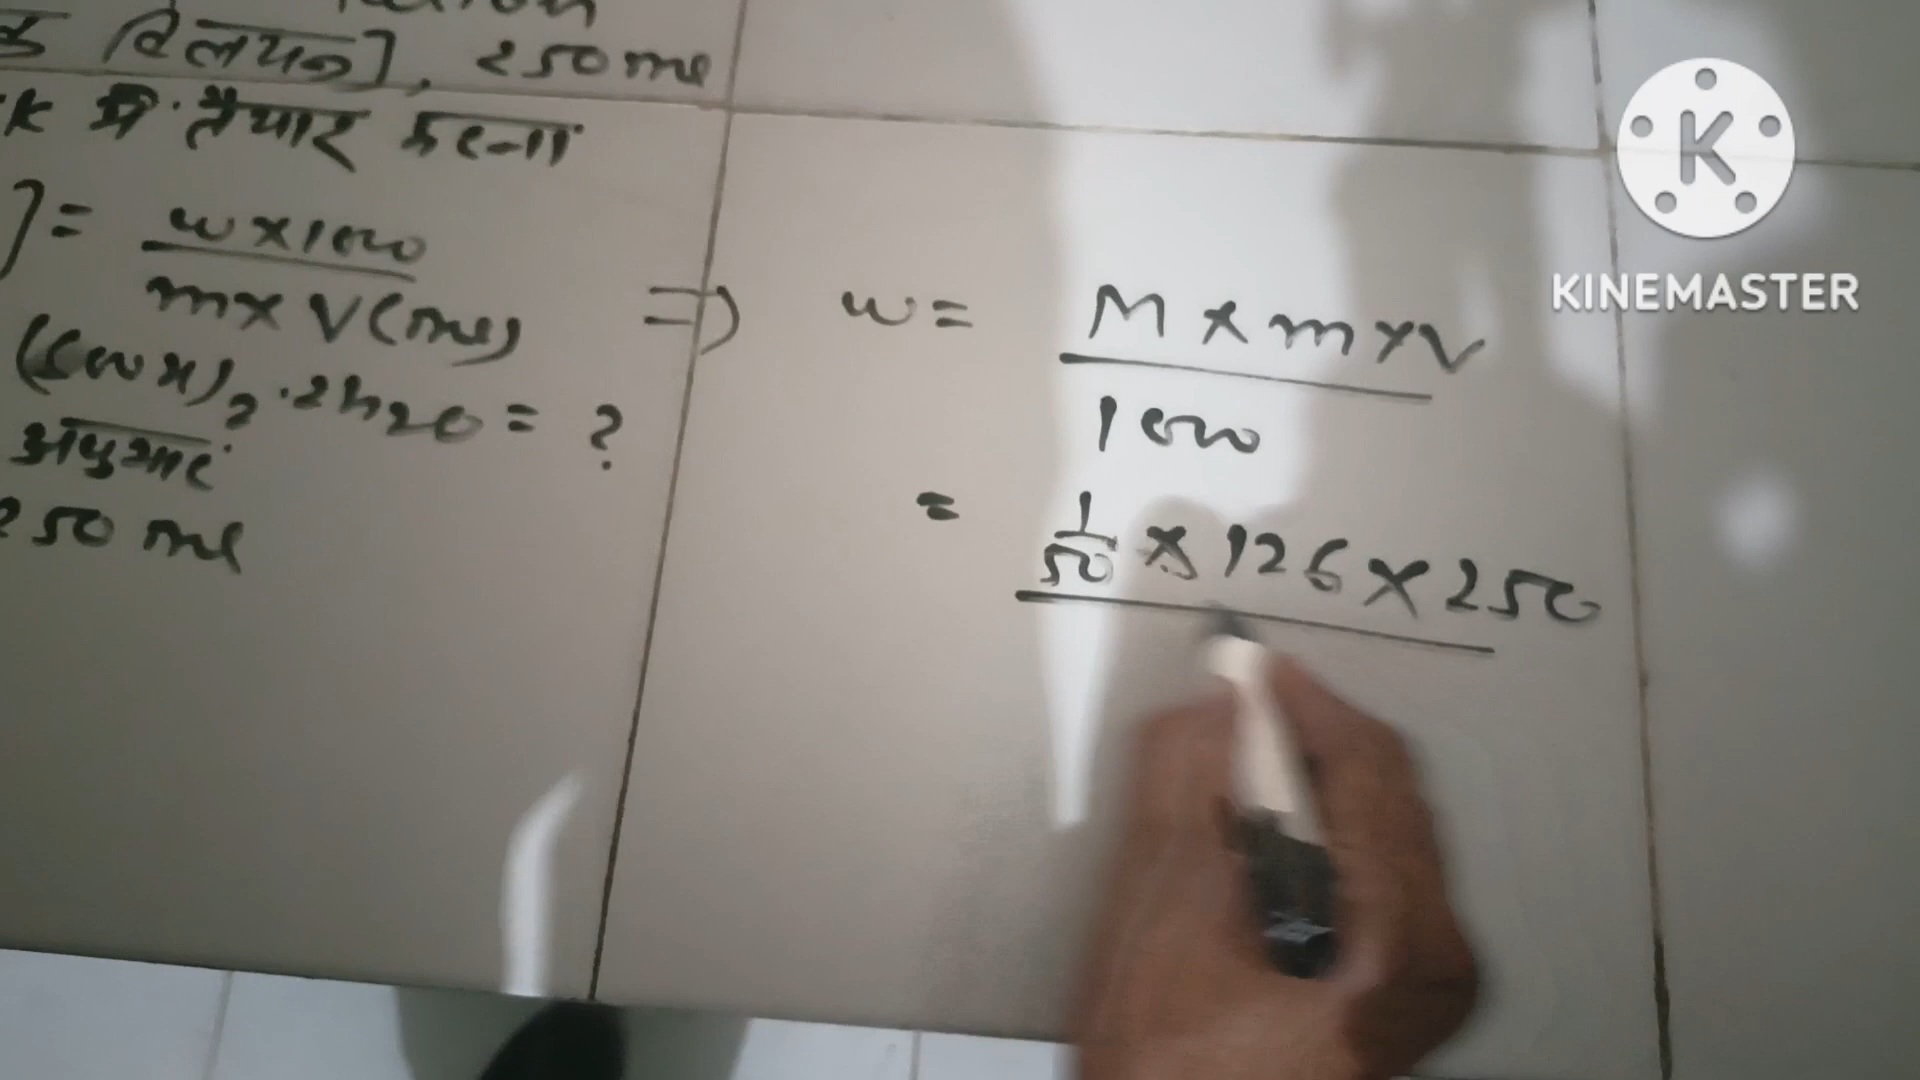 विलयन], 250 ml
में तैयार करना
] = w x 1000
m x V(ml)
(COOH)2 . 2H2O = ?
अणुभार
250 ml
=> w = M x m x V
1000
= 1/50 x 126 x 250
K
KINEMASTER